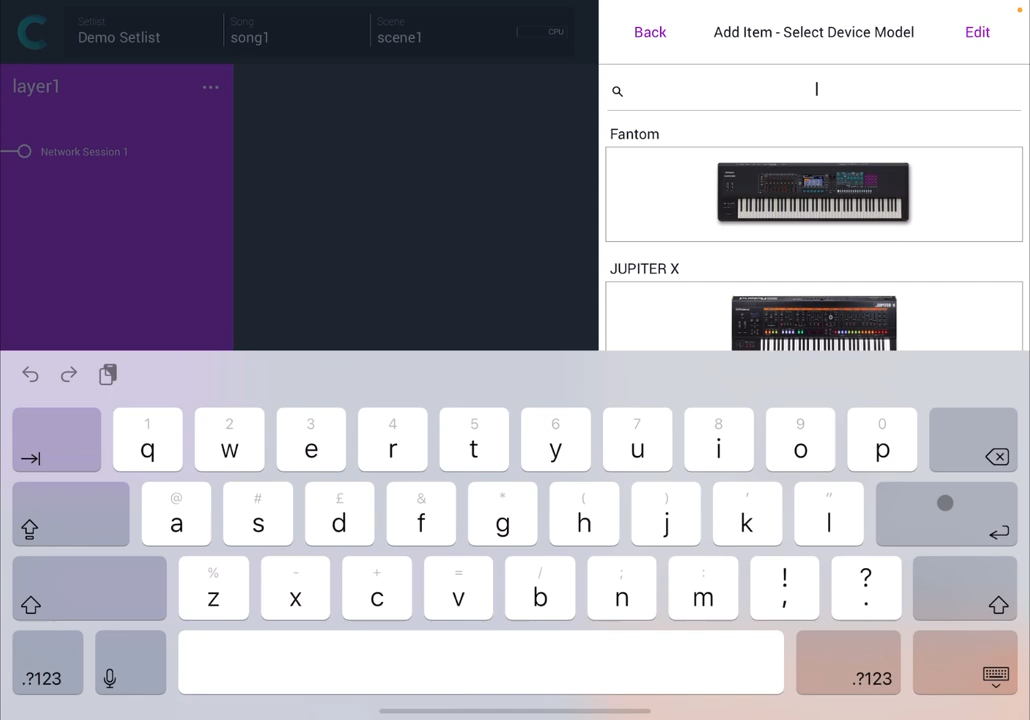 Setlist
Demo Setlist
Song
song1
Scene
scene1
CPU
Back
Add Item - Select Device Model
Edit
layer1
...
Network Session 1
Fantom
JUPITER X
1 2 3 4 5 6 7 8 9 0
q w e r t y u i o p
@ # £ & * ( ) ' "
a s d f g h j k l
% - + = / ; : ! ?
z x c v b n m , .
.?123
.?123